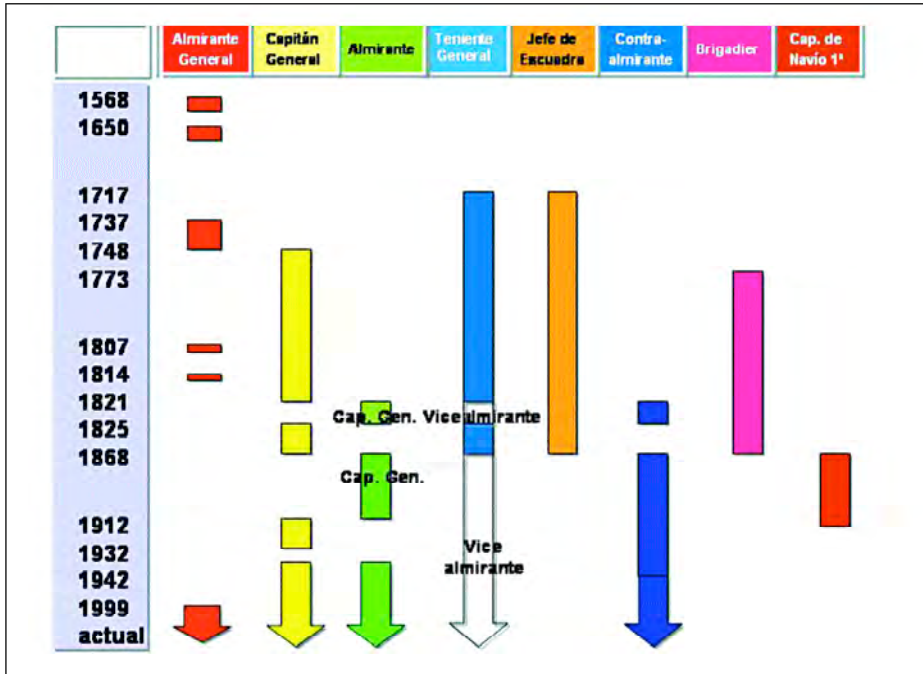 Almirante General
Capitán General
Almirante
Teniente General
Jefe de Escuadra
Contra-almirante
Brigadier
Cap. de Navío 1ª
1568
1650
1717
1737
1748
1773
1807
1814
1821
Cap. Gen. Vice almirante
1825
1868
Cap. Gen.
1912
Vice
1932
almirante
1942
1999
actual